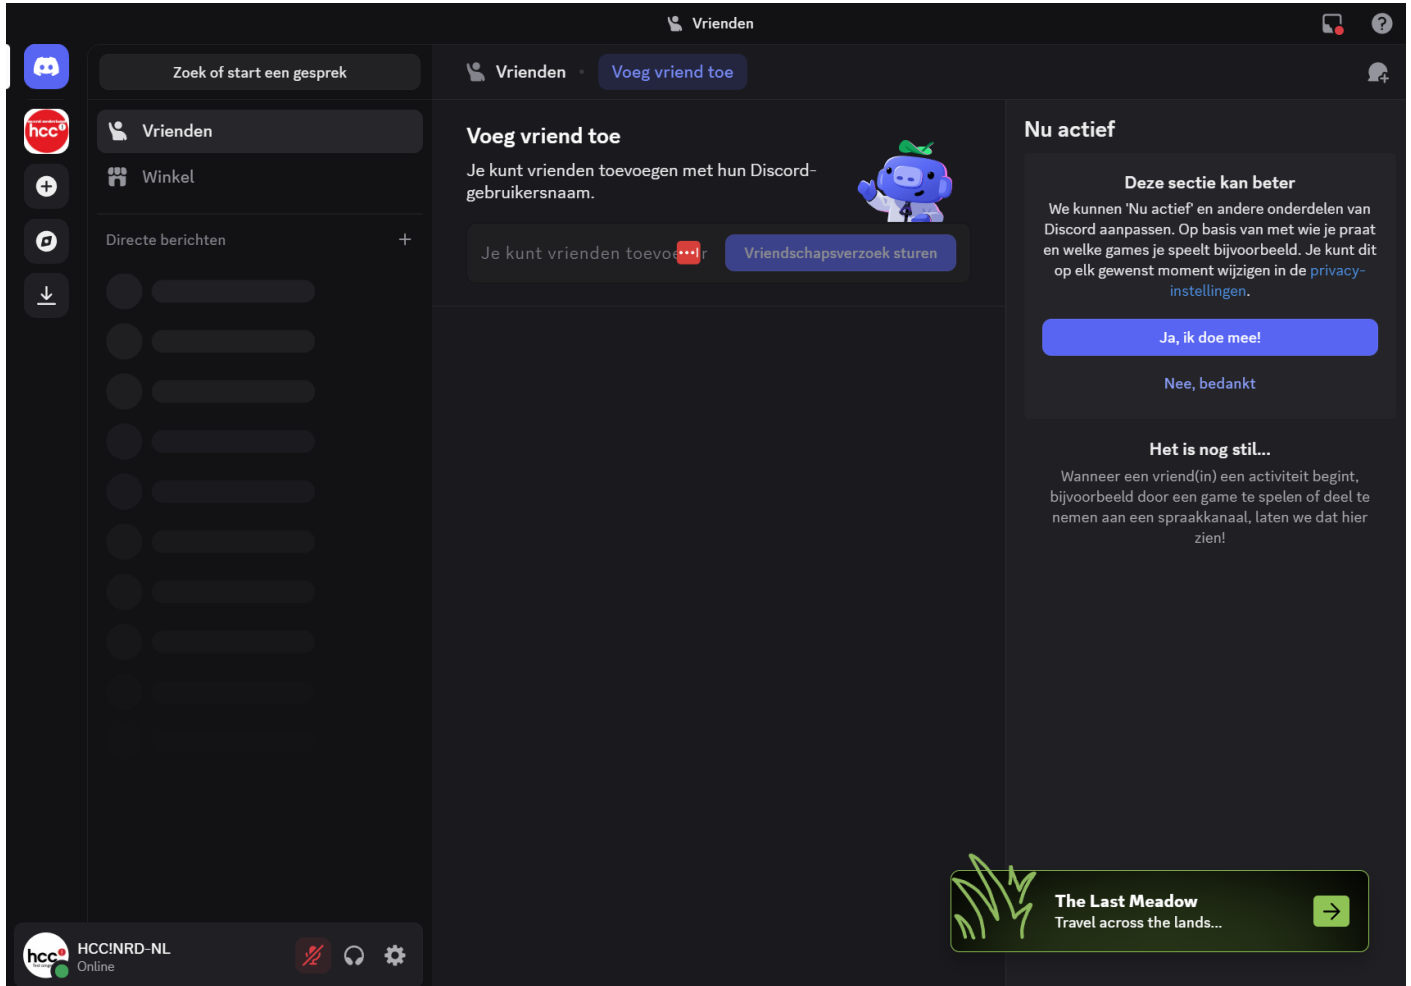 Vrienden
Zoek of start een gesprek
Vrienden
Voeg vriend toe
hcc!
Vrienden
Winkel
Directe berichten
Voeg vriend toe
Je kunt vrienden toevoegen met hun Discord-
gebruikersnaam.
Je kunt vrienden
Vriendschapsverzoek sturen
Nu actief
Deze sectie kan beter
We kunnen 'Nu actief' en andere onderdelen van
Discord aanpassen. Op basis van met wie je praat
en welke games je speelt bijvoorbeeld. Je kunt dit
op elk gewenst moment wijzigen in de privacy-
instellingen.
Ja, ik doe mee!
Nee, bedankt
Het is nog stil...
Wanneer een vriend(in) een activiteit begint,
bijvoorbeeld door een game te spelen of deel te
nemen aan een spraakkanaal, laten we dat hier
zien!
The Last Meadow
Travel across the lands...
hcc!
HCC!NRD-NL
Online